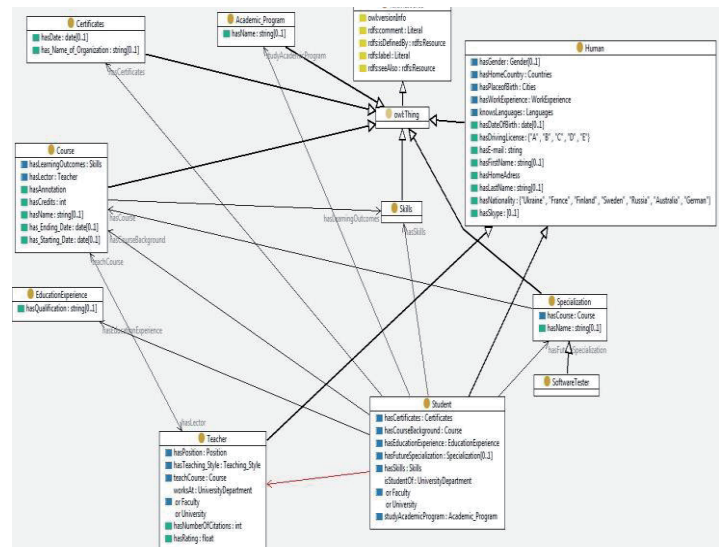 Certificates
hasDate : date[0..1]
has_Name_of_Organization : string[0..1]
hasCertificates
Academic_Program
hasName : string[0..1]
studyAcademicProgram
owl:versionInfo
rdfs:comment : Literal
rdfs:isDefinedBy : rdfs:Resource
rdfs:label : Literal
rdfs:seeAlso : rdfs:Resource
owl:Thing
Human
hasGender : Gender[0..1]
hasHomeCountry : Countries
hasPlaceofBirth : Cities
hasWorkExperience : WorkExperience
knowsLanguages : Languages
hasDateOfBirth : date[0..1]
hasDrivingLicense : {"A" , "B" , "C" , "D" , "E"}
hasE-mail : string
hasFirstName : string[0..1]
hasHomeAdress
hasLastName : string[0..1]
hasNationality : {"Ukraine" , "France" , "Finland" , "Sweden" , "Russia" , "Australia" , "German"}
hasSkype : [0..1]
Course
hasLearningOutcomes : Skills
hasLector : Teacher
hasAnnotation
hasCredits : int
hasName : string[0..1]
has_Ending_Date : date[0..1]
has_Starting_Date : date[0..1]
hasCourse
hasCourseBackground
teachCourse
Skills
hasLearningOutcomes
hasSkills
EducationExperience
hasQualification : string[0..1]
hasEducationExperience
Specialization
hasCourse : Course
hasName : string[0..1]
hasFutureSpecialization
SoftwareTester
hasLector
Teacher
hasPosition : Position
hasTeaching_Style : Teaching_Style
teachCourse : Course
worksAt : UniversityDepartment
or Faculty
or University
hasNumberOfCitations : int
hasRating : float
Student
hasCertificates : Certificates
hasCourseBackground : Course
hasEducationExperience : EducationExperience
hasFutureSpecialization : Specialization[0..1]
hasSkills : Skills
isStudentOf : UniversityDepartment
or Faculty
or University
studyAcademicProgram : Academic_Program